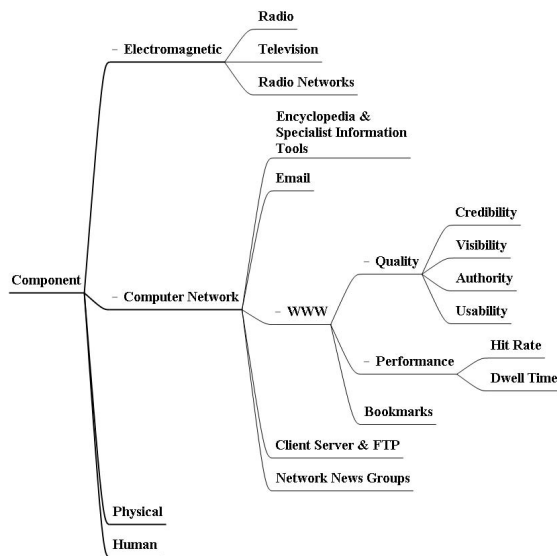 Radio
Electromagnetic
Television
Radio Networks
Encyclopedia &
Specialist Information
Tools
Email
Credibility
Visibility
Quality
Authority
Usability
Component
Computer Network
WWW
Hit Rate
Performance
Dwell Time
Bookmarks
Client Server & FTP
Network News Groups
Physical
Human